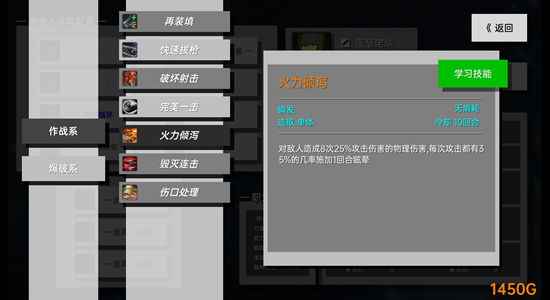 再装填
《 返回
快速拔枪
破坏射击
火力倾泻
学习技能
完美一击
瞬发
无消耗
作战系
火力倾泻
选取 单体
冷却 10回合
爆破系
毁灭连击
对敌人造成8次25%攻击伤害的物理伤害,每次攻击都有3
5%的几率施加1回合眩晕
伤口处理
1450G